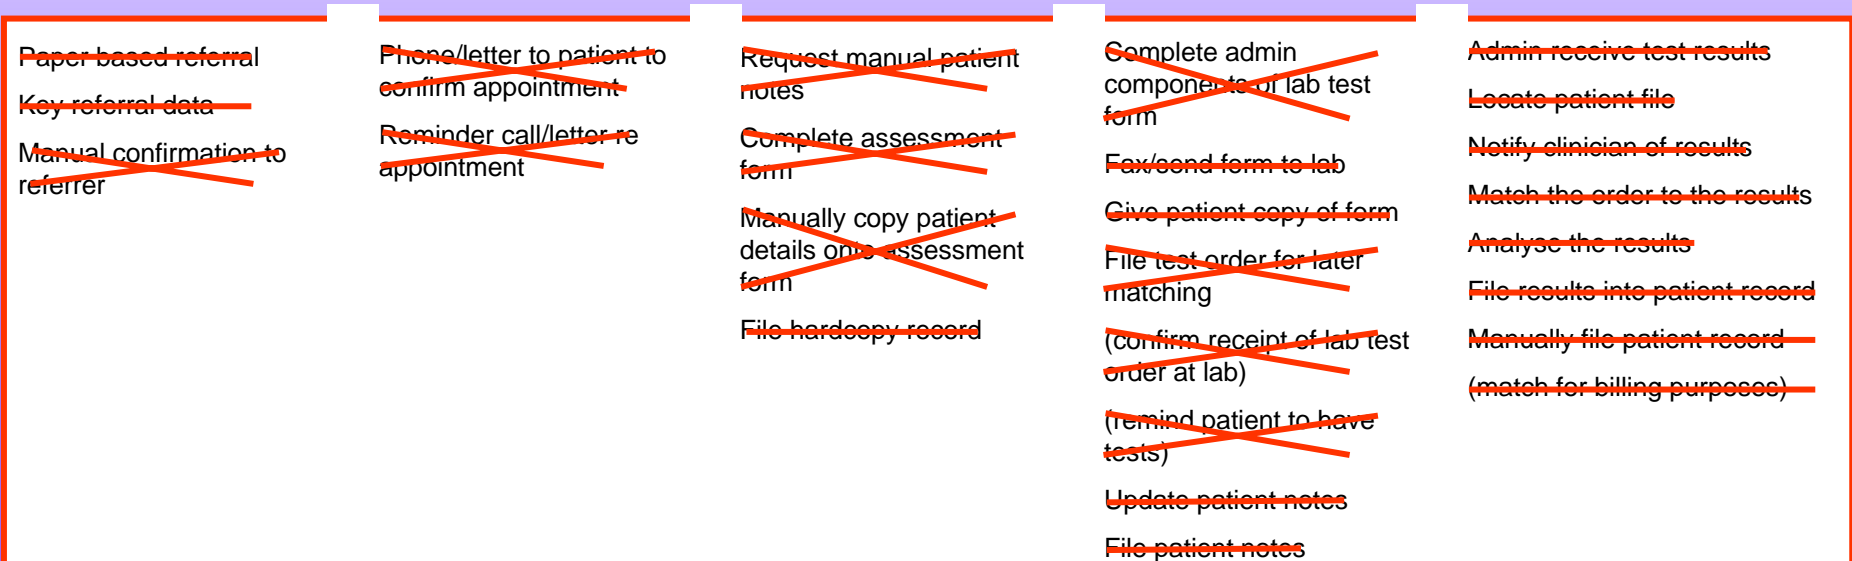 Paper based referral
Key referral data
Manual confirmation to
referrer
Phone/letter to patient to
confirm appointment
Reminder call/letter re
appointment
Request manual patient
notes
Complete assessment
form
Manually copy patient
details onto assessment
form
File hardcopy record
Complete admin
components of lab test
form
Fax/send form to lab
Give patient copy of form
File test order for later
matching
(confirm receipt of lab test
order at lab)
(remind patient to have
tests)
Update patient notes
File patient notes
Admin receive test results
Locate patient file
Notify clinician of results
Match the order to the results
Analyse the results
File results into patient record
Manually file patient record
(match for billing purposes)